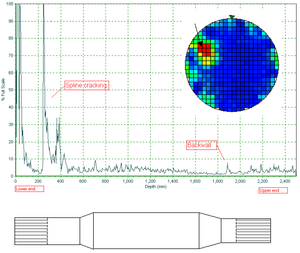 100
90
80
Spline cracking
70
60
50
% Full Scale
40
30
Backwall
20
10
0
Lower end
Upper end
0 200 400 600 800 1,000 1,200 1,400 1,600 1,800 2,000 2,200 2,400
Depth (mm)